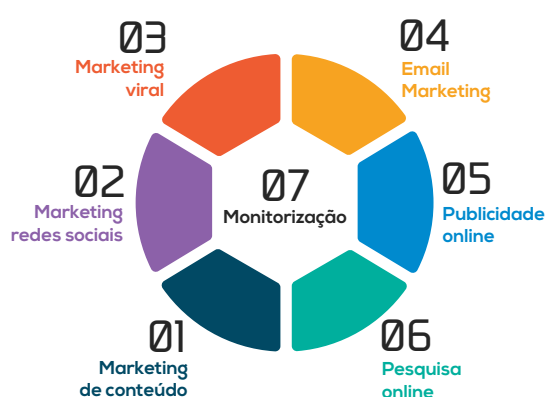 03
Marketing
viral
04
Email
Marketing
02
Marketing
redes sociais
07
Monitorização
05
Publicidade
online
01
Marketing
de conteúdo
06
Pesquisa
online